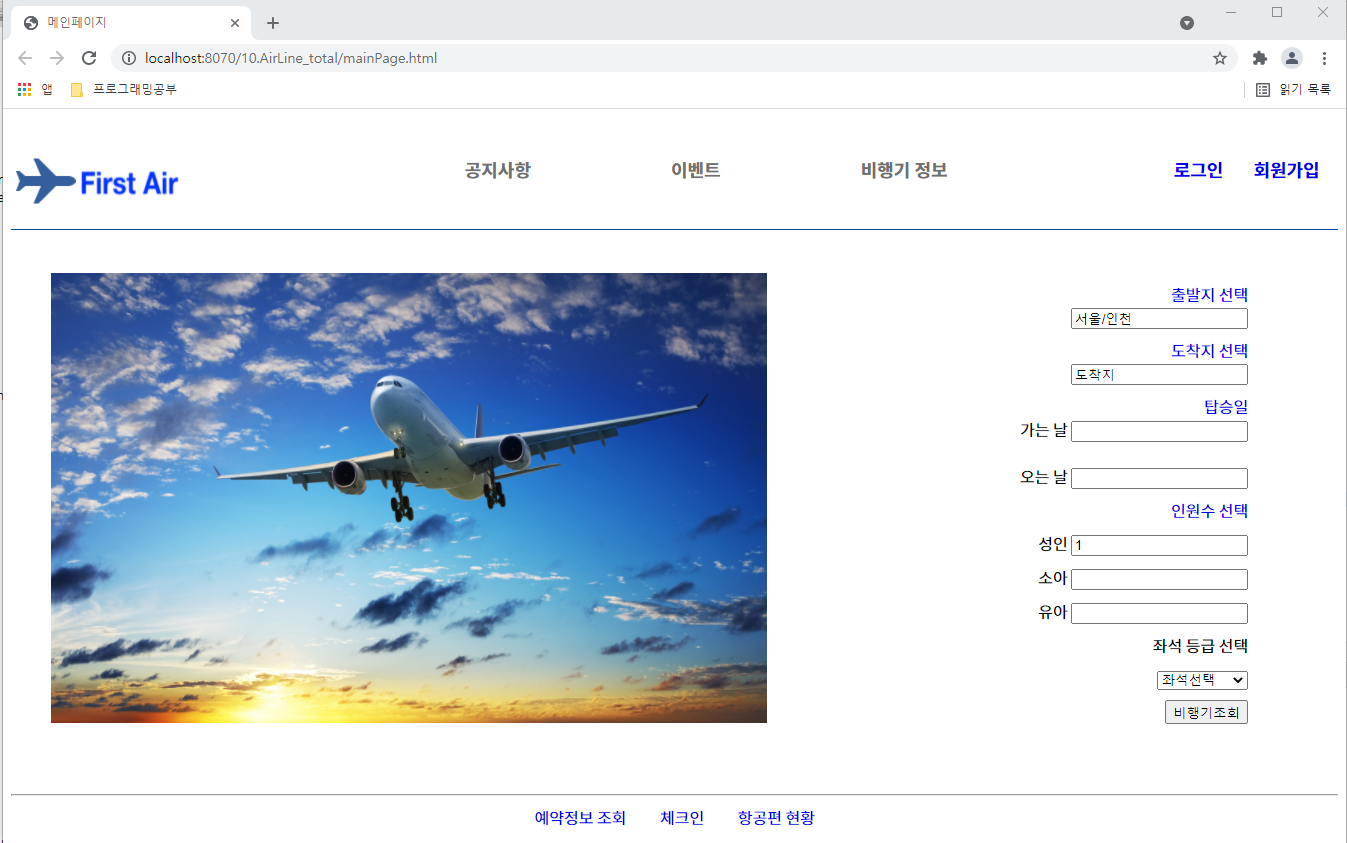 메인페이지
localhost:8070/10.AirLine_total/mainPage.html
앱 프로그래밍공부 읽기 목록
First Air 공지사항 이벤트 비행기 정보 로그인 회원가입
출발지 선택
서울/인천
도착지 선택
도착지
탑승일
가는 날
오는 날
인원수 선택
성인 1
소아
유아
좌석 등급 선택
좌석선택
비행기조회
예약정보 조회 체크인 항공편 현황